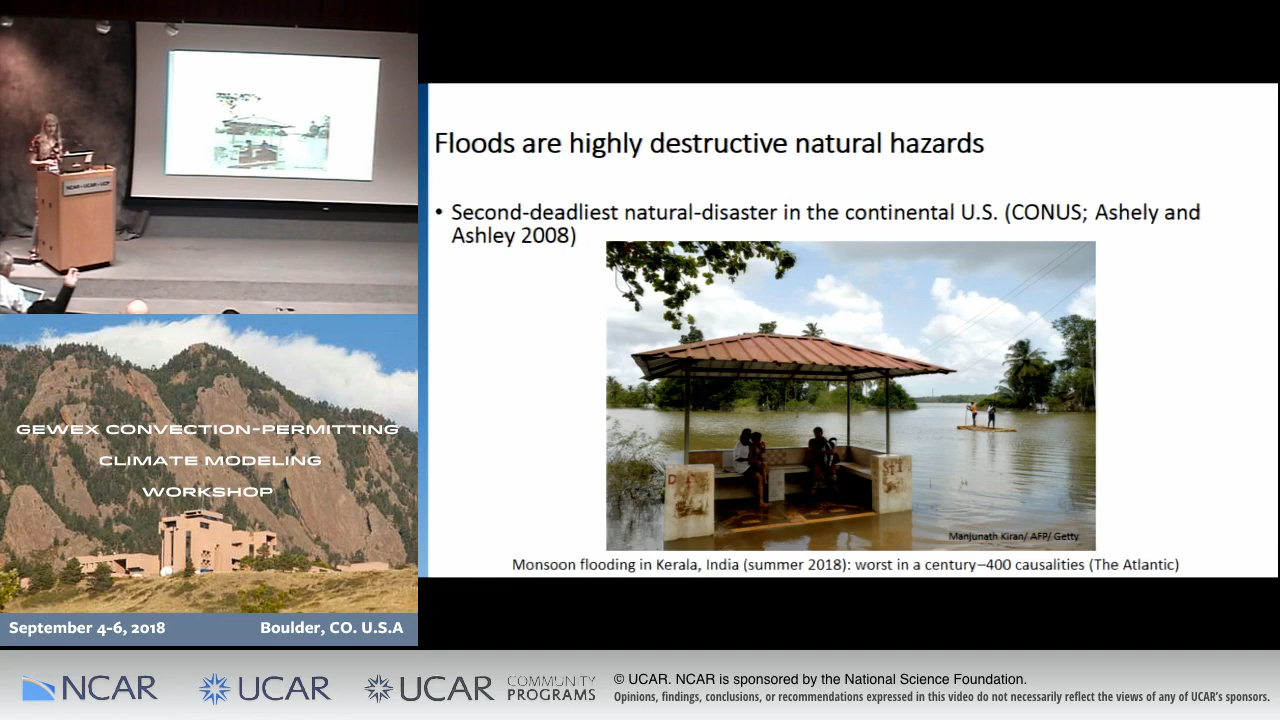 Floods are highly destructive natural hazards
• Second-deadliest natural-disaster in the continental U.S. (CONUS; Ashely and
Ashley 2008)
Manjunath Kiran/ AFP/ Getty
Monsoon flooding in Kerala, India (summer 2018): worst in a century–400 causalities (The Atlantic)
NCAR-UCAR-UCP
GEWEX CONVECTION-PERMITTING
CLIMATE MODELING
WORKSHOP
September 4-6, 2018
Boulder, CO. U.S.A
NCAR
UCAR
UCAR
COMMUNITY
PROGRAMS
© UCAR. NCAR is sponsored by the National Science Foundation.
Opinions, findings, conclusions, or recommendations expressed in this video do not necessarily reflect the views of any of UCAR's sponsors.